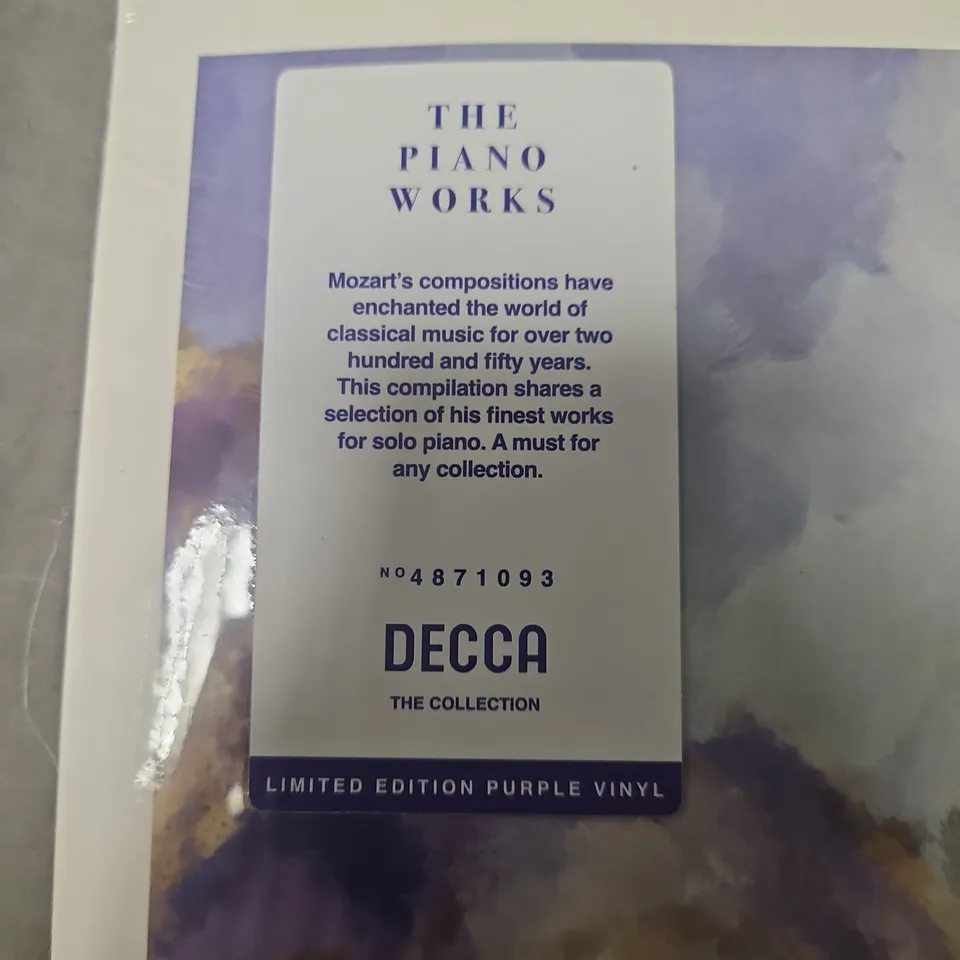 THE
PIANO
WORKS
Mozart's compositions have
enchanted the world of
classical music for over two
hundred and fifty years.
This compilation shares a
selection of his finest works
for solo piano. A must for
any collection.
NO4871093
DECCA
THE COLLECTION
LIMITED EDITION PURPLE VINYL